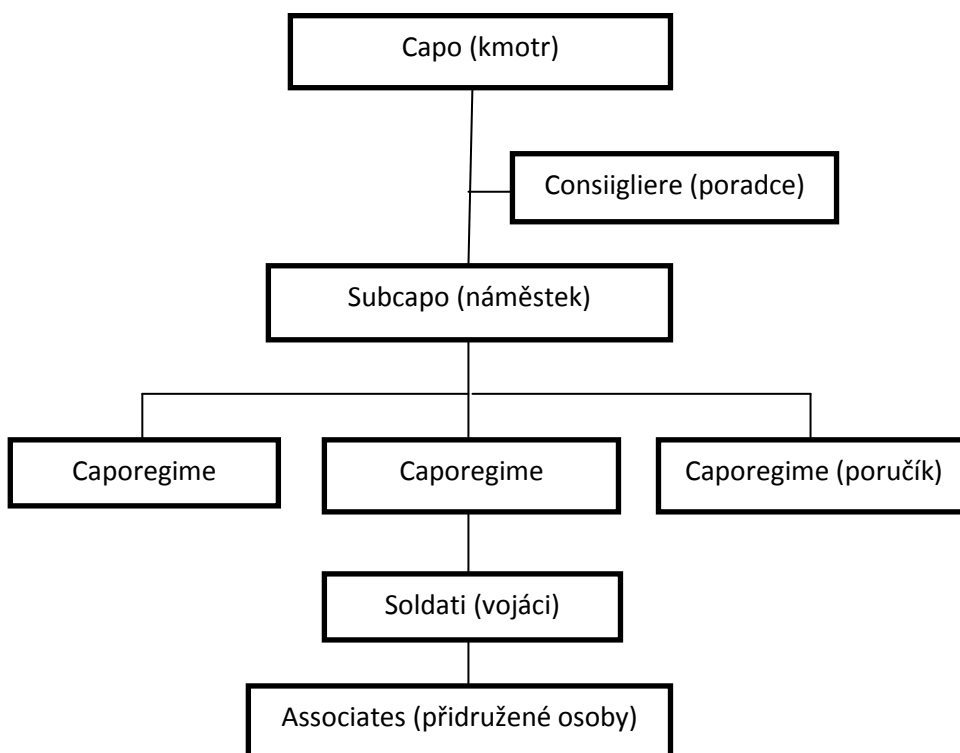 Capo (kmotr)
Consiigliere (poradce)
Subcapo (náměstek)
Caporegime
Caporegime
Caporegime (poručík)
Soldati (vojáci)
Associates (přidružené osoby)